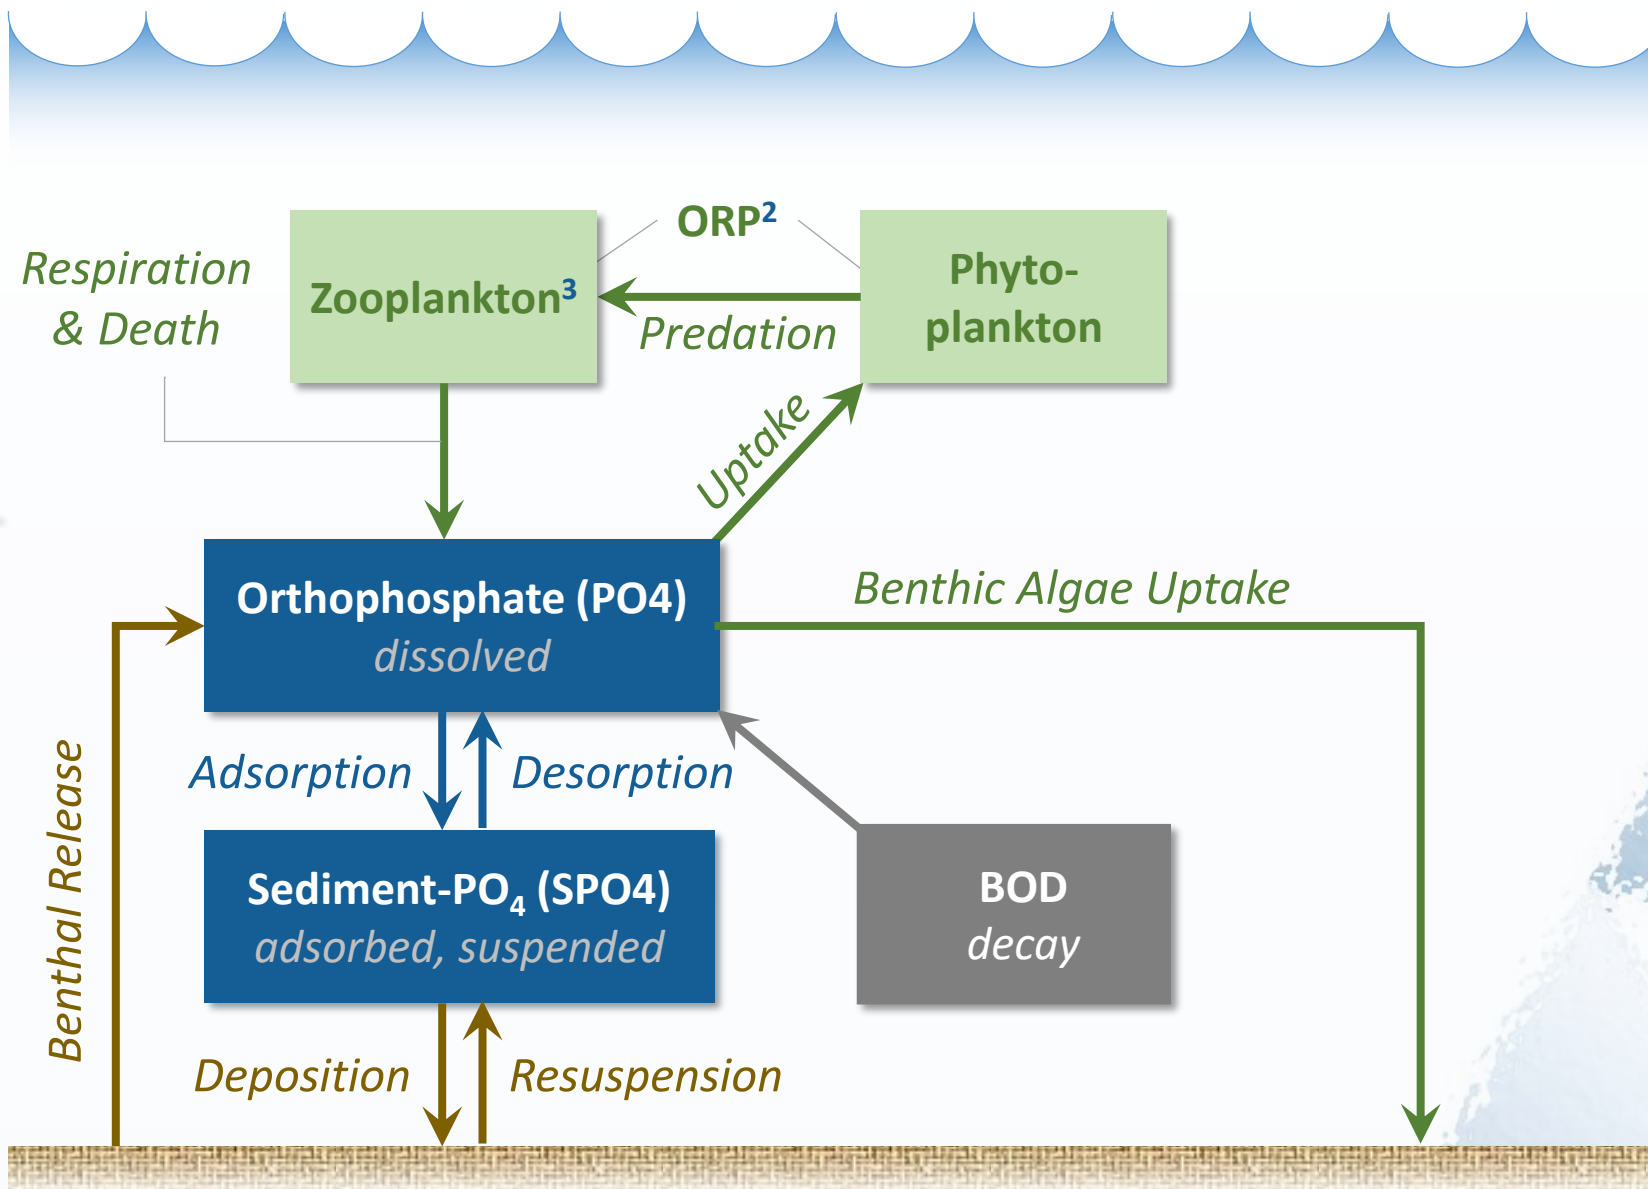 ORP²
Respiration
& Death
Zooplankton³
Phyto-
plankton
Predation
Uptake
Orthophosphate (PO4)
dissolved
Benthic Algae Uptake
Benthal Release
Adsorption
Desorption
Sediment-PO₄ (SPO4)
adsorbed, suspended
BOD
decay
Deposition
Resuspension